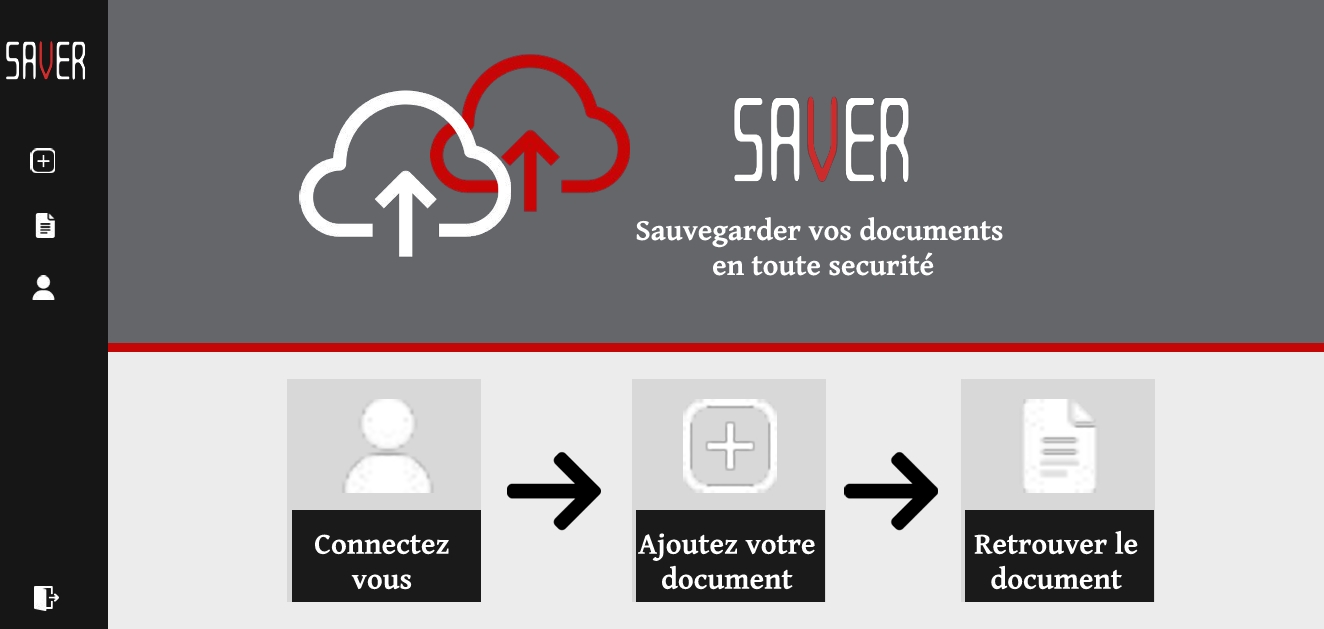 SAVER
SAVER
Sauvegarder vos documents
en toute securité
Connectez
vous
Ajoutez votre
document
Retrouver le
document